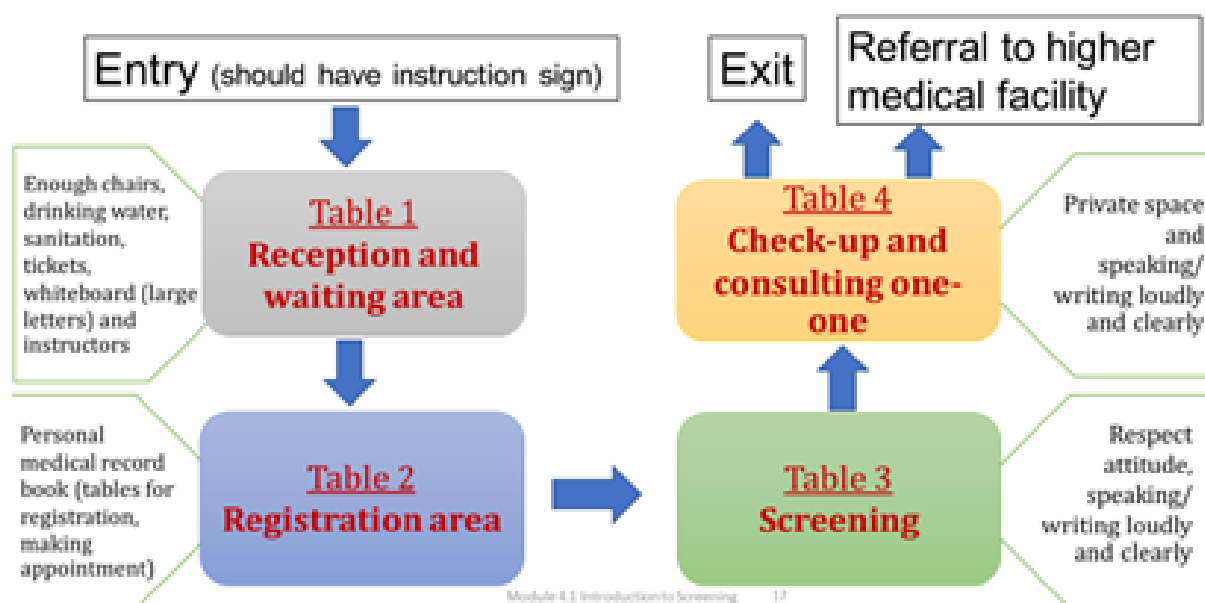 Entry (should have instruction sign)
Exit
Referral to higher
medical facility
Enough chairs,
drinking water,
sanitation,
tickets,
whiteboard (large
letters) and
instructors
Table 1
Reception and
waiting area
Table 4
Check-up and
consulting one-
one
Private space
and
speaking/
writing loudly
and clearly
Personal
medical record
book (tables for
registration,
making
appointment)
Table 2
Registration area
Table 3
Screening
Respect
attitude,
speaking/
writing loudly
and clearly
Module 4.1 Introduction to Screening 17